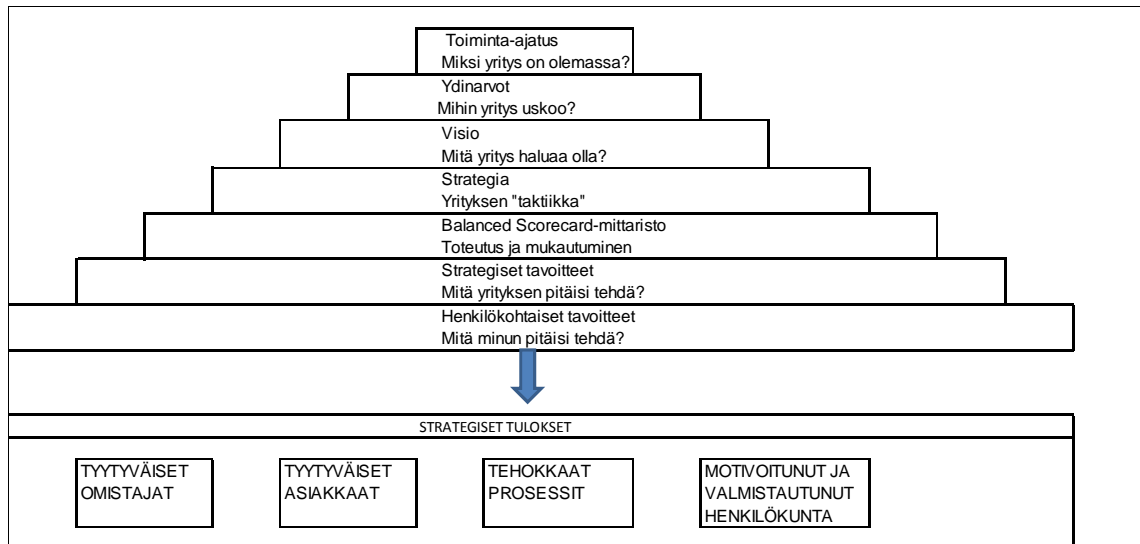 Toiminta-ajatus
Miksi yritys on olemassa?
Ydinarvot
Mihin yritys uskoo?
Visio
Mitä yritys haluaa olla?
Strategia
Yrityksen "taktiikka"
Balanced Scorecard-mittaristo
Toteutus ja mukautuminen
Strategiset tavoitteet
Mitä yrityksen pitäisi tehdä?
Henkilökohtaiset tavoitteet
Mitä minun pitäisi tehdä?
STRATEGISET TULOKSET
TYYTYVÄISET
OMISTAJAT
TYYTYVÄISET
ASIAKKAAT
TEHOKKAAT
PROSESSIT
MOTIVOITUNUT JA
VALMISTAUTUNUT
HENKILÖKUNTA